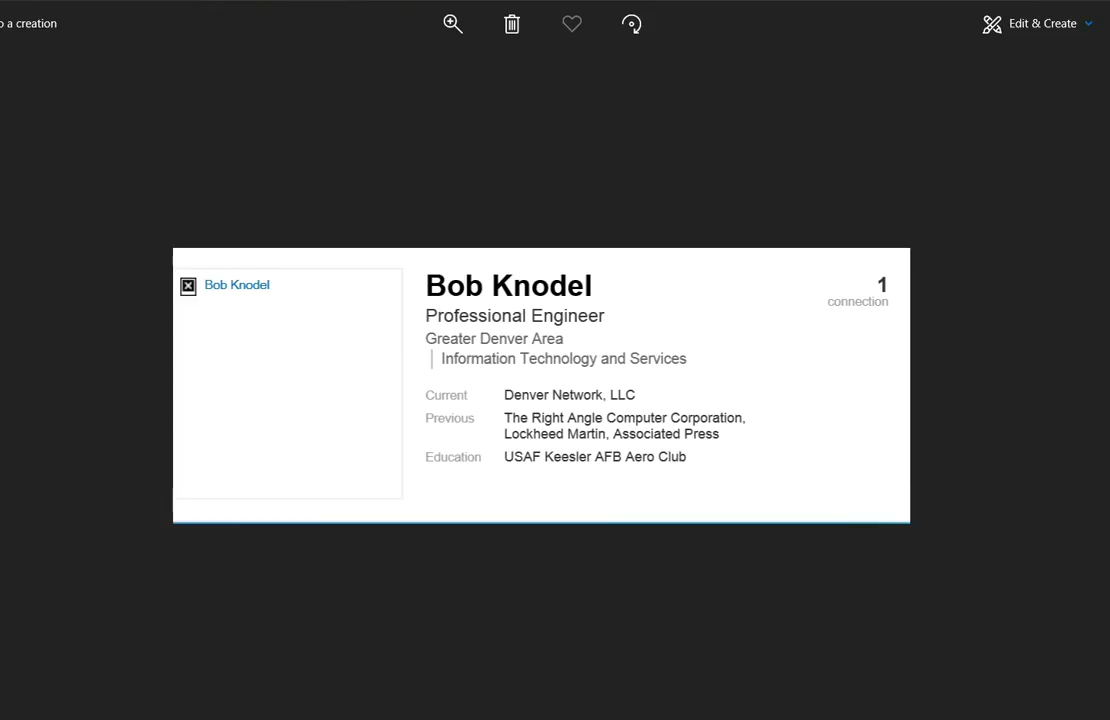 o a creation
Edit & Create
Bob Knodel
Bob Knodel
1
connection
Professional Engineer
Greater Denver Area
Information Technology and Services
Current Denver Network, LLC
Previous The Right Angle Computer Corporation,
Lockheed Martin, Associated Press
Education USAF Keesler AFB Aero Club